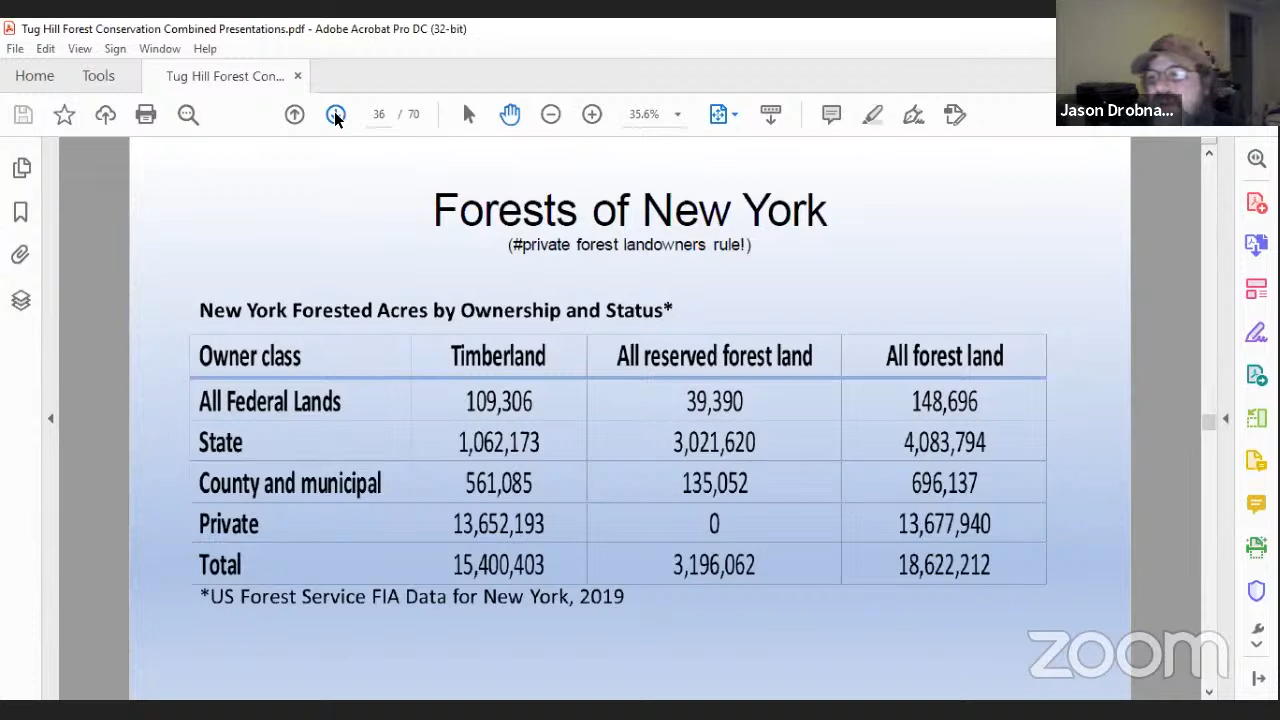 Tug Hill Forest Conservation Combined Presentations.pdf - Adobe Acrobat Pro DC (32-bit)
File Edit View Sign Window Help
Home Tools Tug Hill Forest Con... ×
36 / 70 35.6%
Jason Drobna...
Forests of New York
(#private forest landowners rule!)
New York Forested Acres by Ownership and Status*
Owner class Timberland All reserved forest land All forest land
All Federal Lands 109,306 39,390 148,696
State 1,062,173 3,021,620 4,083,794
County and municipal 561,085 135,052 696,137
Private 13,652,193 0 13,677,940
Total 15,400,403 3,196,062 18,622,212
*US Forest Service FIA Data for New York, 2019
zoom